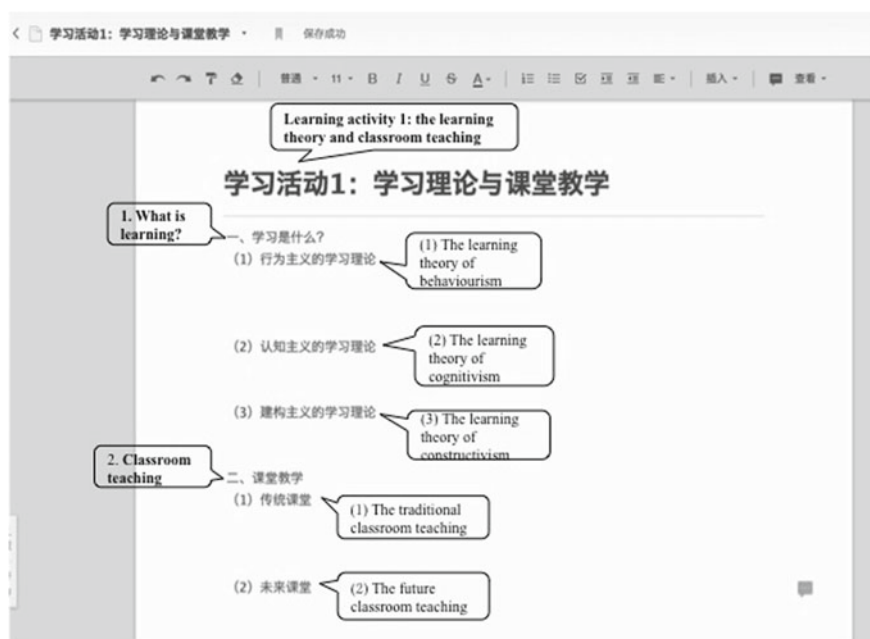 学习活动1：学习理论与课堂教学
保存成功
普通 11 B I U S A 插入 查看
Learning activity 1: the learning
theory and classroom teaching
学习活动1：学习理论与课堂教学
1. What is
learning?
一、学习是什么？
（1）行为主义的学习理论
(1) The learning
theory of
behaviourism
（2）认知主义的学习理论
(2) The learning
theory of
cognitivism
（3）建构主义的学习理论
(3) The learning
theory of
constructivism
2. Classroom
teaching
二、课堂教学
（1）传统课堂
(1) The traditional
classroom teaching
（2）未来课堂
(2) The future
classroom teaching